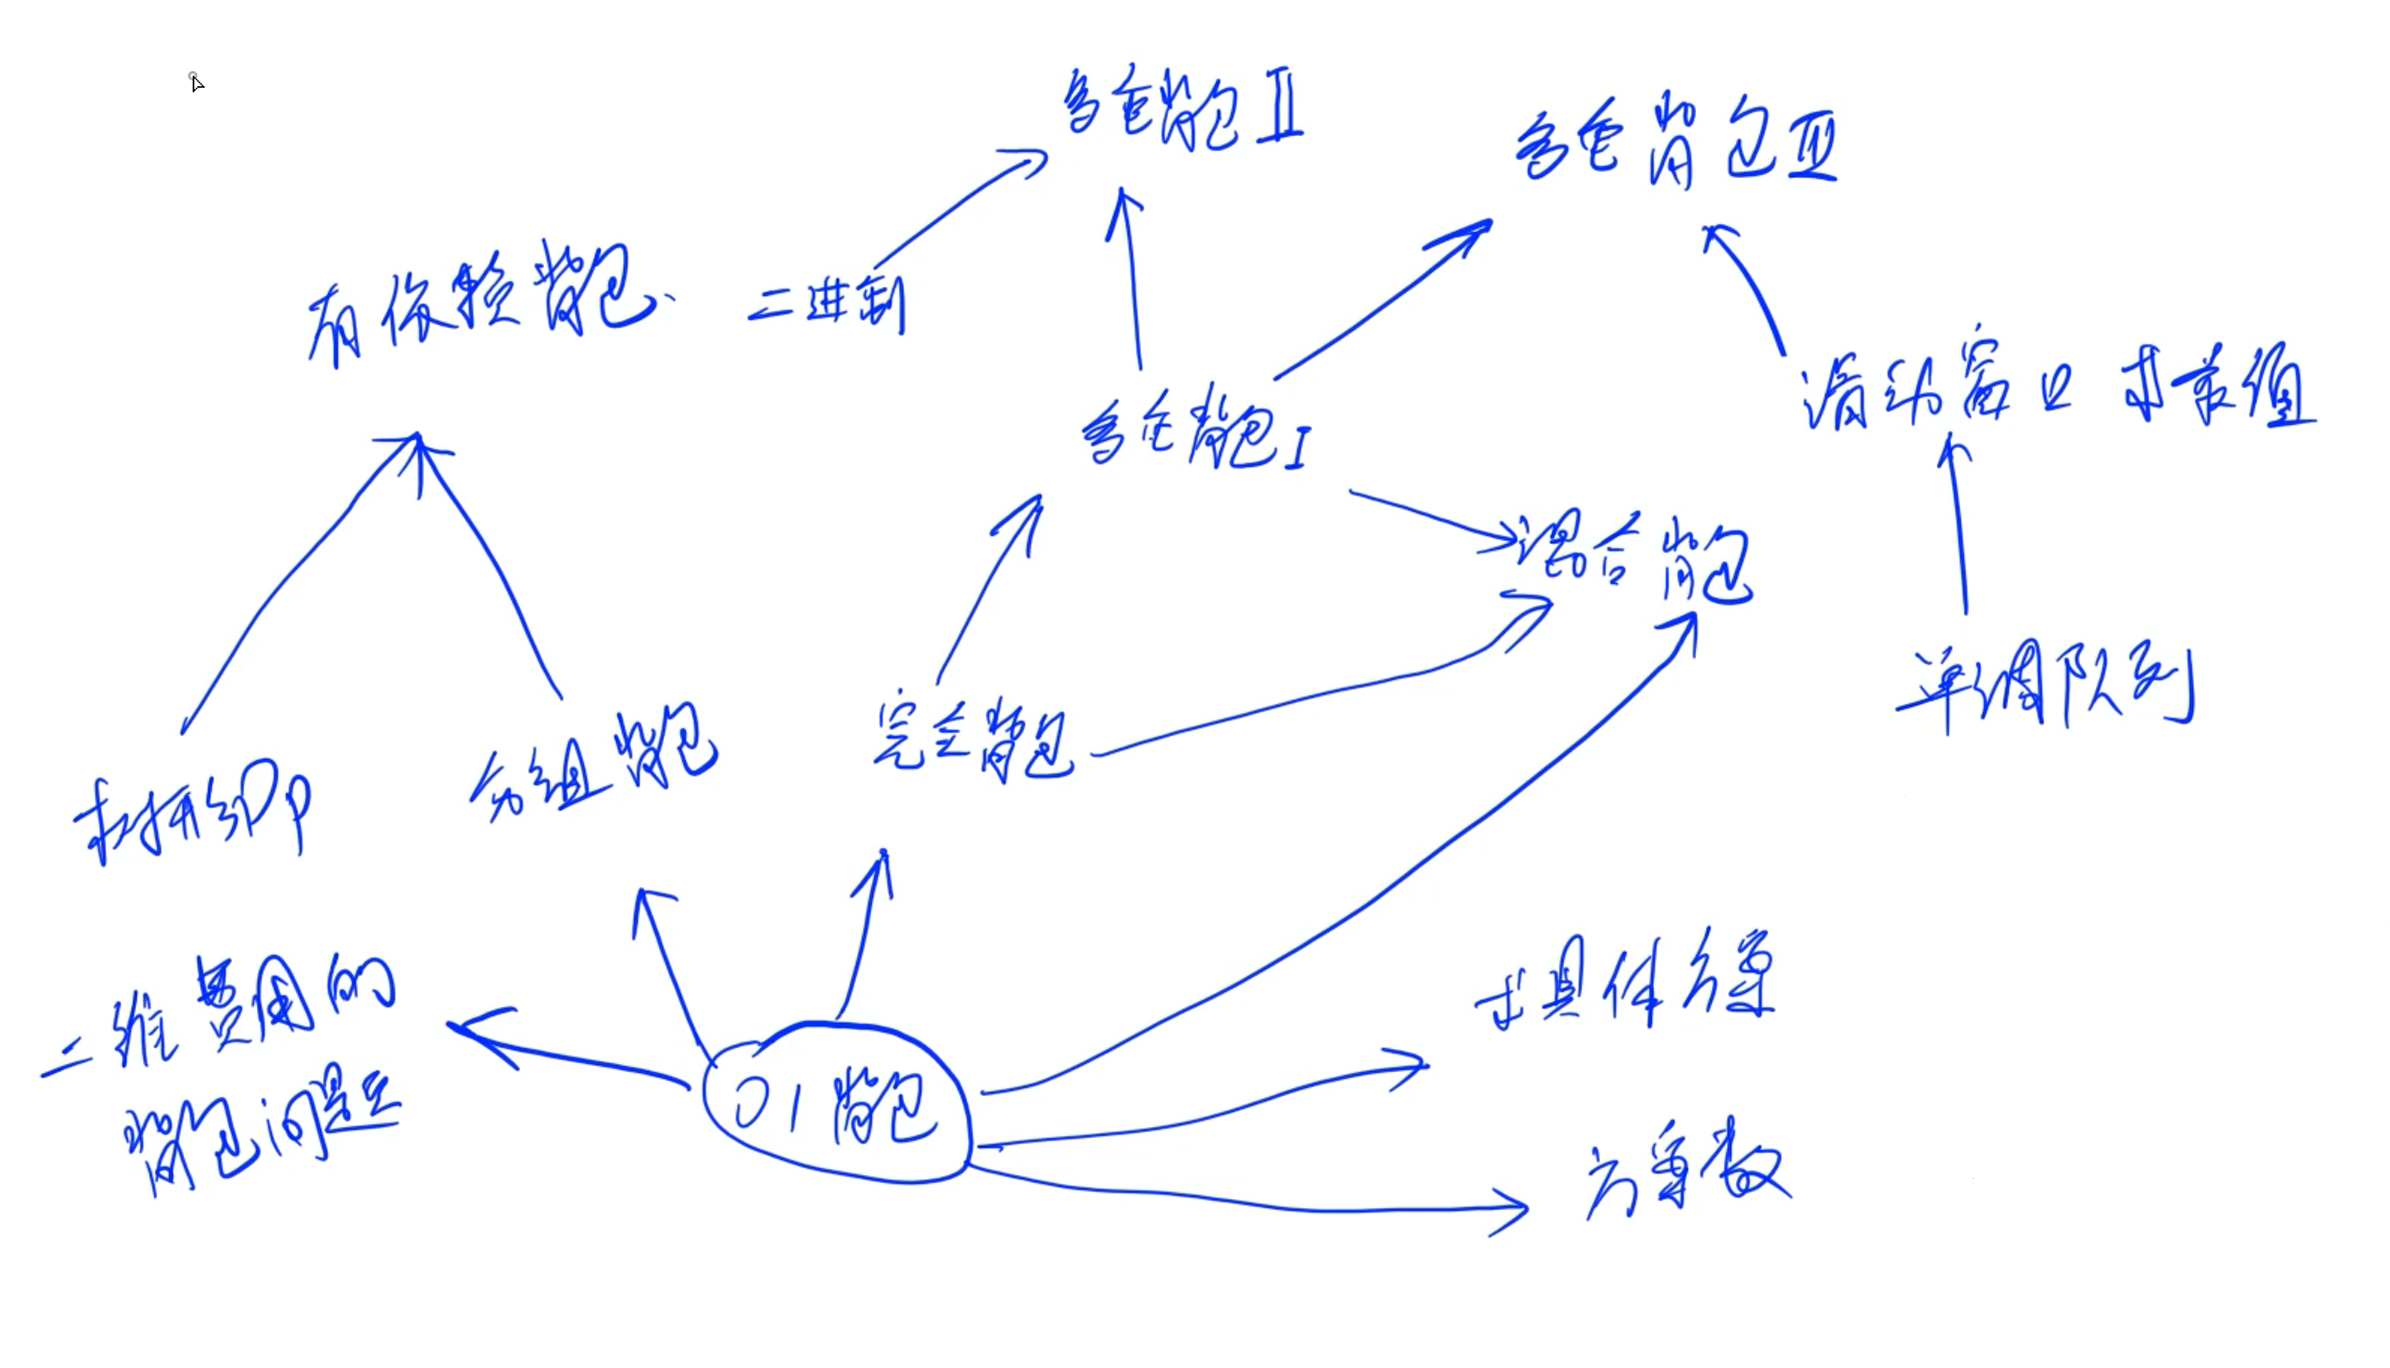 多重背包 II
多重背包 III
有依赖背包
二进制
滑动窗口 求最值
多重背包 I
混合背包
单调队列
完全背包
分组背包
树形DP
求具体方案
二维费用的
背包问题
01背包
方案数